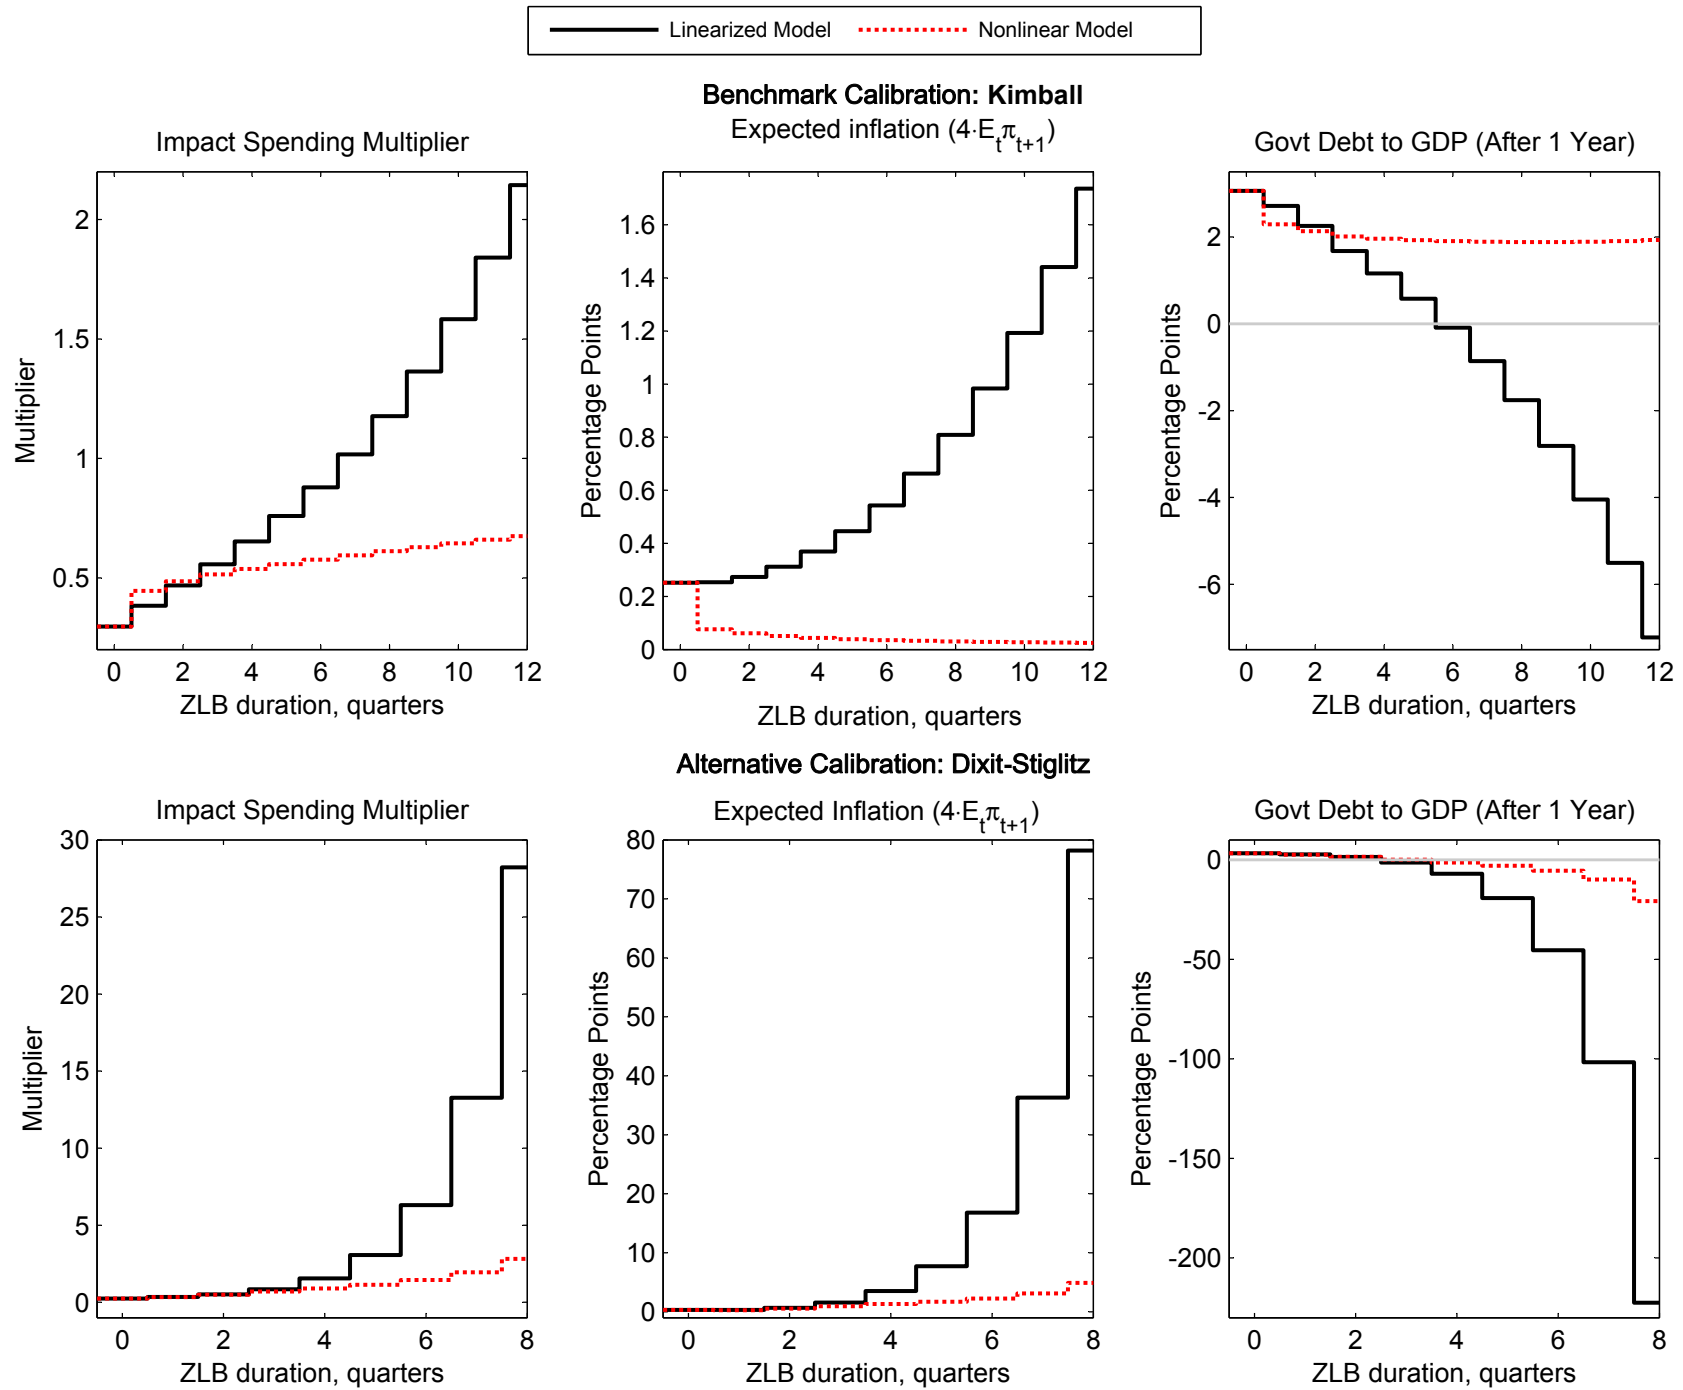 Linearized Model
Nonlinear Model
Benchmark Calibration: Kimball
Impact Spending Multiplier
Multiplier
2
1.5
1
0.5
0 2 4 6 8 10 12
ZLB duration, quarters
Expected inflation (4·E_tπ_{t+1})
Percentage Points
1.6
1.4
1.2
1
0.8
0.6
0.4
0.2
0
0 2 4 6 8 10 12
ZLB duration, quarters
Govt Debt to GDP (After 1 Year)
Percentage Points
2
0
-2
-4
-6
0 2 4 6 8 10 12
ZLB duration, quarters
Alternative Calibration: Dixit-Stiglitz
Impact Spending Multiplier
Multiplier
30
25
20
15
10
5
0
0 2 4 6 8
ZLB duration, quarters
Expected Inflation (4·E_tπ_{t+1})
Percentage Points
80
70
60
50
40
30
20
10
0
0 2 4 6 8
ZLB duration, quarters
Govt Debt to GDP (After 1 Year)
Percentage Points
0
-50
-100
-150
-200
0 2 4 6 8
ZLB duration, quarters